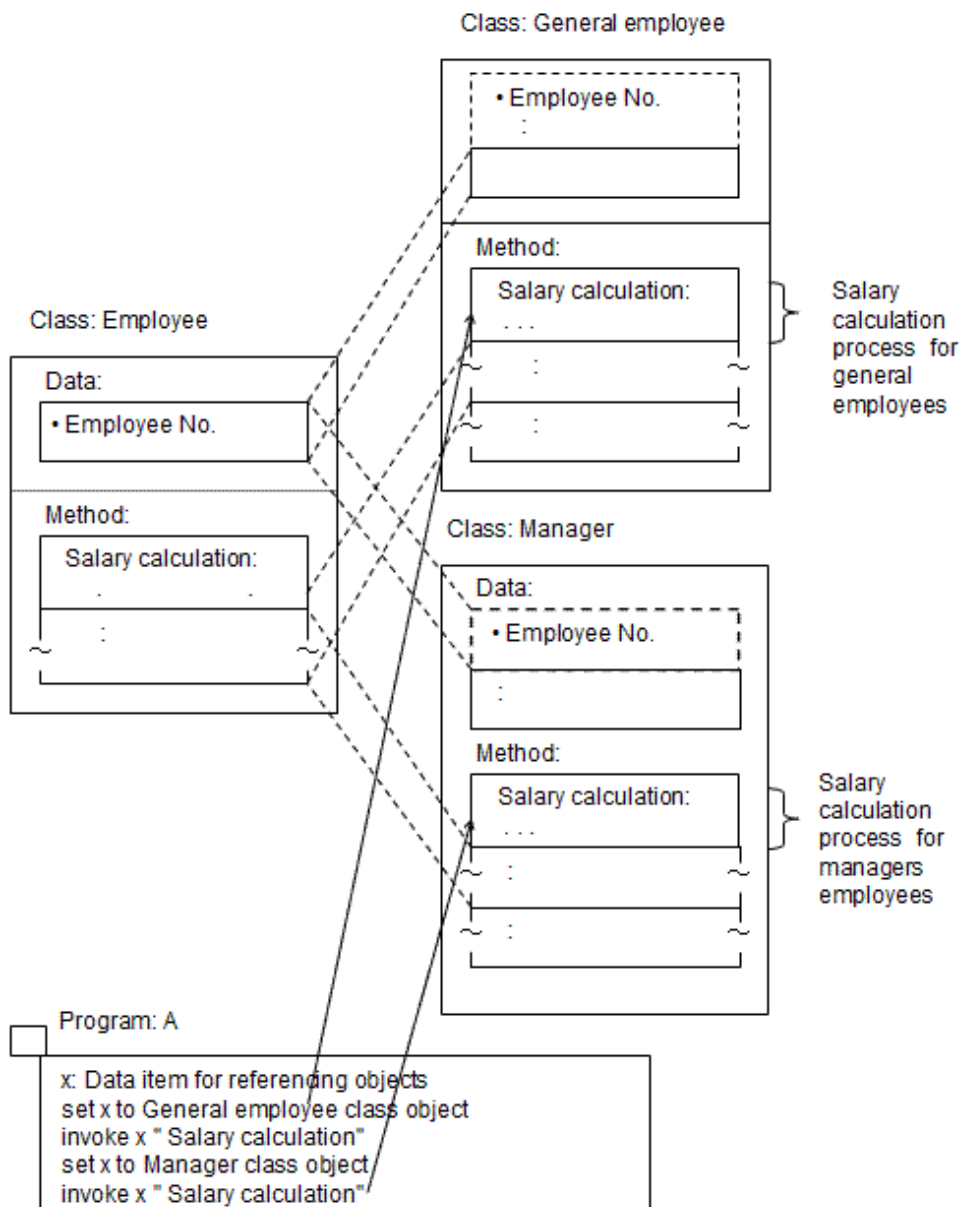 Class: General employee
• Employee No.
:
Method:
Salary calculation:
. . .
:
:
Salary
calculation
process for
general
employees
Class: Employee
Data:
• Employee No.
Method:
Salary calculation:
. .
:
Class: Manager
Data:
• Employee No.
:
Method:
Salary calculation:
. . .
:
:
Salary
calculation
process for
managers
employees
Program: A
x: Data item for referencing objects
set x to General employee class object
invoke x " Salary calculation"
set x to Manager class object
invoke x " Salary calculation"